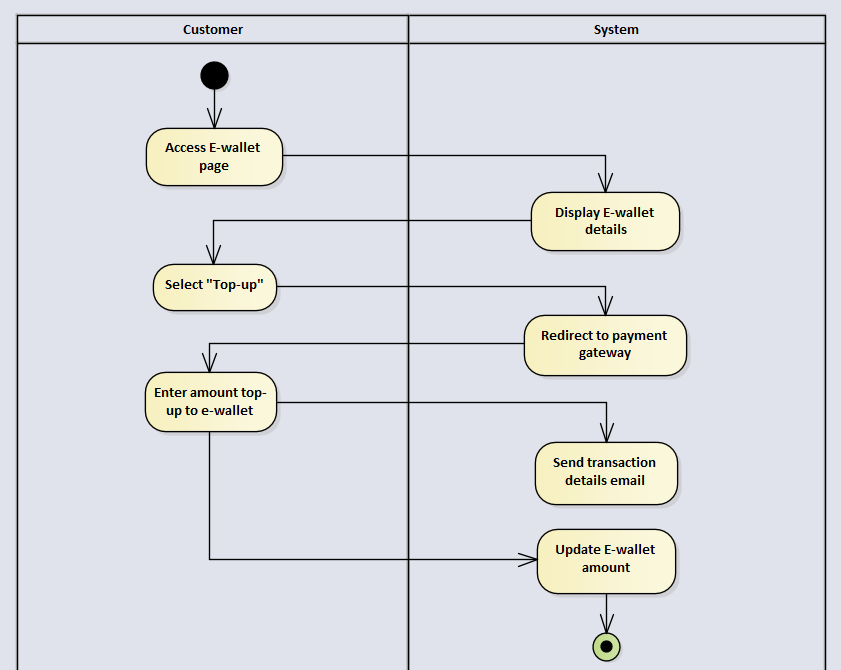 Customer
System
Access E-wallet
page
Display E-wallet
details
Select "Top-up"
Redirect to payment
gateway
Enter amount top-
up to e-wallet
Send transaction
details email
Update E-wallet
amount